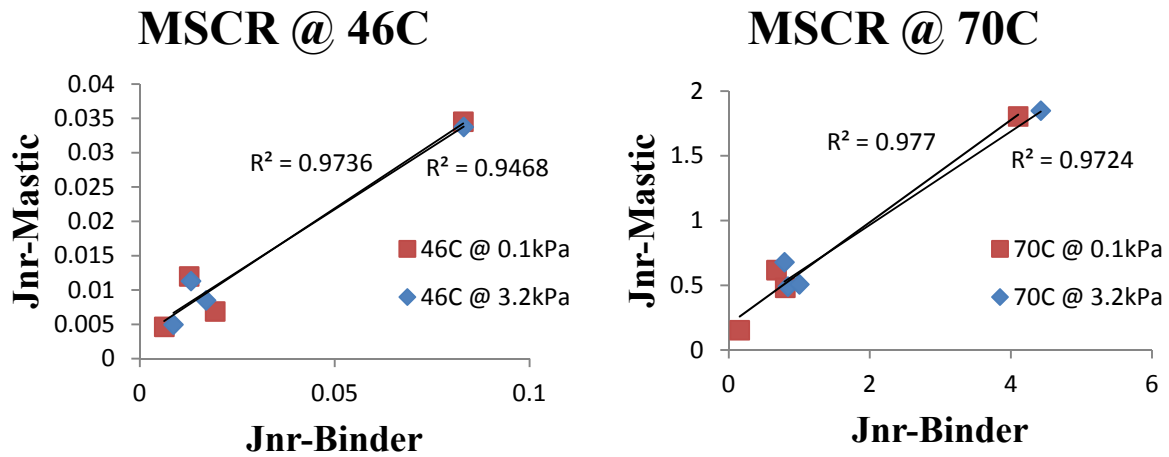 MSCR @ 46C
0.04
0.035
0.03
0.025
0.02
0.015
0.01
0.005
0
Jnr-Mastic
R² = 0.9736
R² = 0.9468
46C @ 0.1kPa
46C @ 3.2kPa
0
0.05
0.1
Jnr-Binder
MSCR @ 70C
2
1.5
1
0.5
0
Jnr-Mastic
R² = 0.977
R² = 0.9724
70C @ 0.1kPa
70C @ 3.2kPa
0
2
4
6
Jnr-Binder